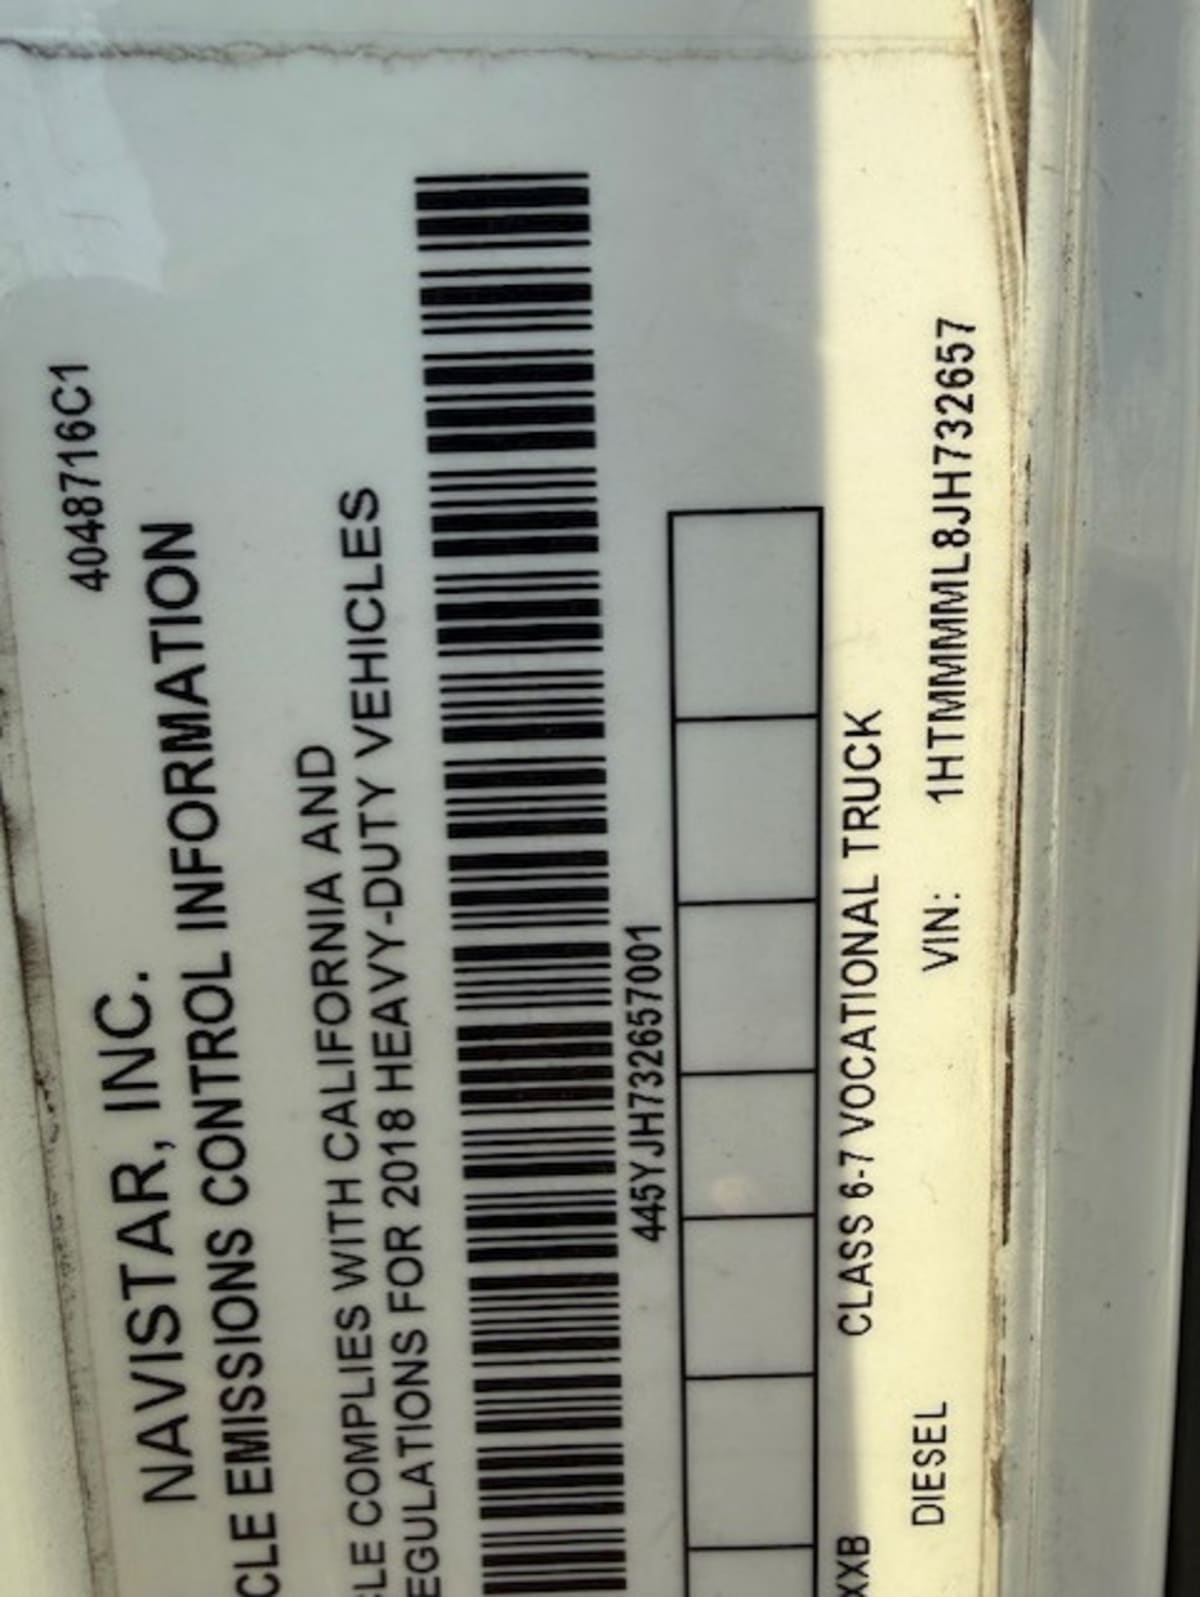 4048716C1
NAVISTAR, INC.
CLE EMISSIONS CONTROL INFORMATION
LE COMPLIES WITH CALIFORNIA AND
EGULATIONS FOR 2018 HEAVY-DUTY VEHICLES
445YJH732657001
XXB CLASS 6-7 VOCATIONAL TRUCK
DIESEL VIN: 1HTMMMML8JH732657